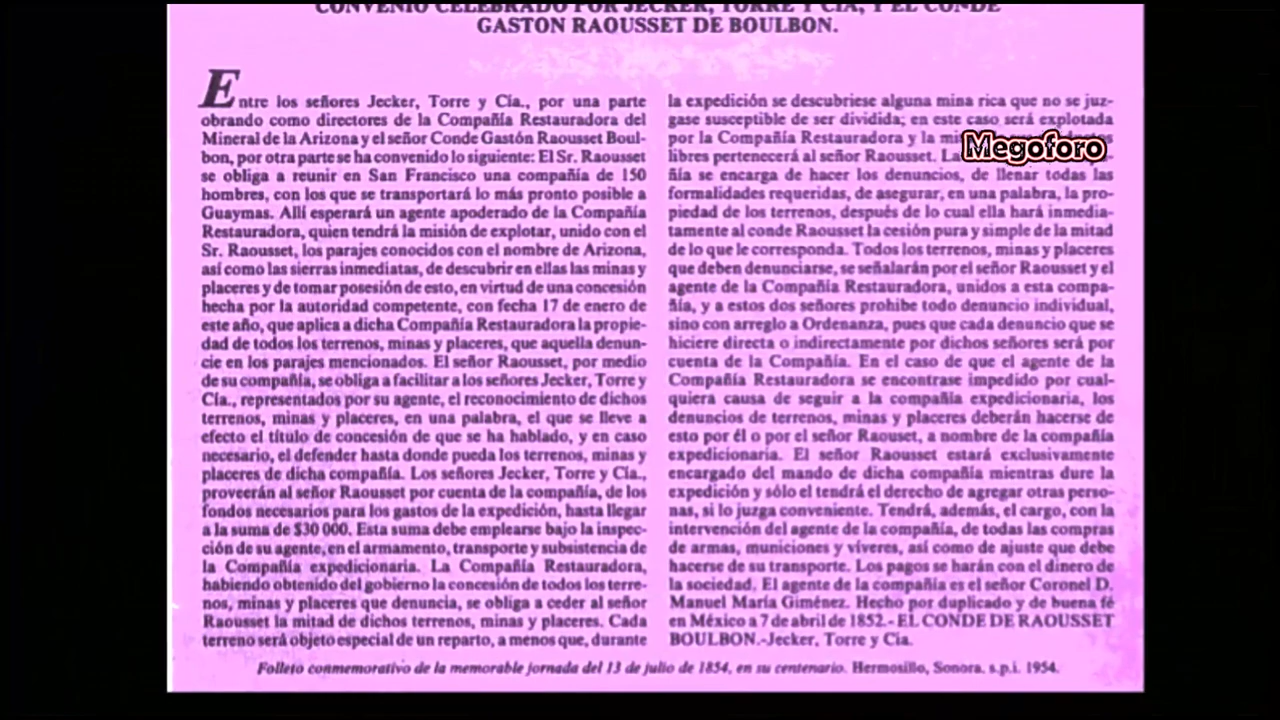 CONVENIO CELEBRADO POR JECKER, TORRE Y CIA, Y EL CONDE
GASTON RAOUSSET DE BOULBON.
Entre los señores Jecker, Torre y Cía., por una parte
obrando como directores de la Compañía Restauradora del
Mineral de la Arizona y el señor Conde Gastón Raousset Boul-
bon, por otra parte se ha convenido lo siguiente: El Sr. Raousset
se obliga a reunir en San Francisco una compañía de 150
hombres, con los que se transportará lo más pronto posible a
Guaymas. Allí esperará un agente apoderado de la Compañía
Restauradora, quien tendrá la misión de explotar, unido con el
Sr. Raousset, los parajes conocidos con el nombre de Arizona,
así como las sierras inmediatas, de descubrir en ellas las minas y
placeres y de tomar posesión de esto, en virtud de una concesión
hecha por la autoridad competente, con fecha 17 de enero de
este año, que aplica a dicha Compañía Restauradora la propie-
dad de todos los terrenos, minas y placeres, que aquella denun-
cie en los parajes mencionados. El señor Raousset, por medio
de su compañía, se obliga a facilitar a los señores Jecker, Torre y
Cía., representados por su agente, el reconocimiento de dichos
terrenos, minas y placeres, en una palabra, el que se lleve a
efecto el título de concesión de que se ha hablado, y en caso
necesario, el defender hasta donde pueda los terrenos, minas y
placeres de dicha compañía. Los señores Jecker, Torre y Cía.,
proveerán al señor Raousset por cuenta de la compañía, de los
fondos necesarios para los gastos de la expedición, hasta llegar
a la suma de $30 000. Esta suma debe emplearse bajo la inspec-
ción de su agente, en el armamento, transporte y subsistencia de
la Compañía expedicionaria. La Compañía Restauradora,
habiendo obtenido del gobierno la concesión de todos los terre-
nos, minas y placeres que denuncia, se obliga a ceder al señor
Raousset la mitad de dichos terrenos, minas y placeres. Cada
terreno será objeto especial de un reparto, a menos que, durante
la expedición se descubriese alguna mina rica que no se juz-
gase susceptible de ser dividida; en este caso será explotada
por la Compañía Restauradora y la
libres pertenecerá al señor Raousset.
ñía se encarga de hacer los denuncios, de llenar todas las
formalidades requeridas, de asegurar, en una palabra, la pro-
piedad de los terrenos, después de lo cual ella hará inmedia-
tamente al conde Raousset la cesión pura y simple de la mitad
de lo que le corresponda. Todos los terrenos, minas y placeres
que deben denunciarse, se señalarán por el señor Raousset y el
agente de la Compañía Restauradora, unidos a esta compa-
ñía, y a estos dos señores prohibe todo denuncio individual,
sino con arreglo a Ordenanza, pues que cada denuncio que se
hiciere directa o indirectamente por dichos señores será por
cuenta de la Compañía. En el caso de que el agente de la
Compañía Restauradora se encontrase impedido por cual-
quiera causa de seguir a la compañía expedicionaria, los
denuncios de terrenos, minas y placeres deberán hacerse de
esto por él o por el señor Raouset, a nombre de la compañía
expedicionaria. El señor Raousset estará exclusivamente
encargado del mando de dicha compañía mientras dure la
expedición y sólo el tendrá el derecho de agregar otras perso-
nas, si lo juzga conveniente. Tendrá, además, el cargo, con la
intervención del agente de la compañía, de todas las compras
de armas, municiones y víveres, así como de ajuste que debe
hacerse de su transporte. Los pagos se harán con el dinero de
la sociedad. El agente de la compañía es el señor Coronel D.
Manuel María Giménez. Hecho por duplicado y de buena fé
en México a 7 de abril de 1852.- EL CONDE DE RAOUSSET
BOULBON.-Jecker, Torre y Cía.
Folleto conmemorativo de la memorable jornada del 13 de julio de 1854, en su centenario. Hermosillo, Sonora. s.p.i. 1954.
Megoforo